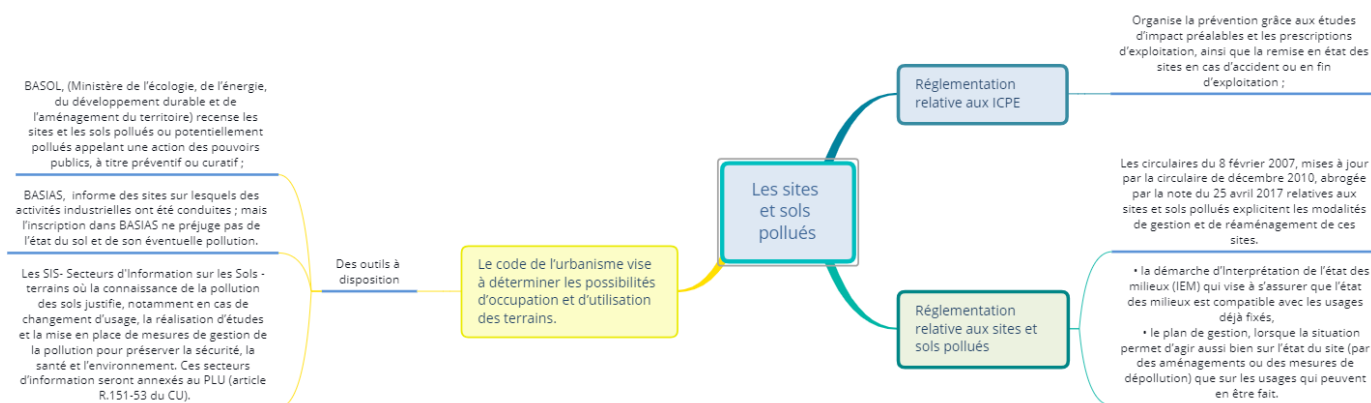 Les sites
et sols
pollués
Réglementation
relative aux ICPE
Organise la prévention grâce aux études
d'impact préalables et les prescriptions
d'exploitation, ainsi que la remise en état des
sites en cas d'accident ou en fin
d'exploitation ;
Réglementation
relative aux sites et
sols pollués
Les circulaires du 8 février 2007, mises à jour
par la circulaire de décembre 2010, abrogée
par la note du 25 avril 2017 relatives aux
sites et sols pollués explicitent les modalités
de gestion et de réaménagement de ces
sites.
• la démarche d'Interprétation de l'état des
milieux (IEM) qui vise à s'assurer que l'état
des milieux est compatible avec les usages
déjà fixés,
• le plan de gestion, lorsque la situation
permet d'agir aussi bien sur l'état du site (par
des aménagements ou des mesures de
dépollution) que sur les usages qui peuvent
en être fait.
Le code de l'urbanisme vise
à déterminer les possibilités
d'occupation et d'utilisation
des terrains.
Des outils à
disposition
BASOL, (Ministère de l'écologie, de l'énergie,
du développement durable et de
l'aménagement du territoire) recense les
sites et les sols pollués ou potentiellement
pollués appelant une action des pouvoirs
publics, à titre préventif ou curatif ;
BASIAS, informe des sites sur lesquels des
activités industrielles ont été conduites ; mais
l'inscription dans BASIAS ne préjuge pas de
l'état du sol et de son éventuelle pollution.
Les SIS- Secteurs d'Information sur les Sols -
terrains où la connaissance de la pollution
des sols justifie, notamment en cas de
changement d'usage, la réalisation d'études
et la mise en place de mesures de gestion de
la pollution pour préserver la sécurité, la
santé et l'environnement. Ces secteurs
d'information seront annexés au PLU (article
R.151-53 du CU).